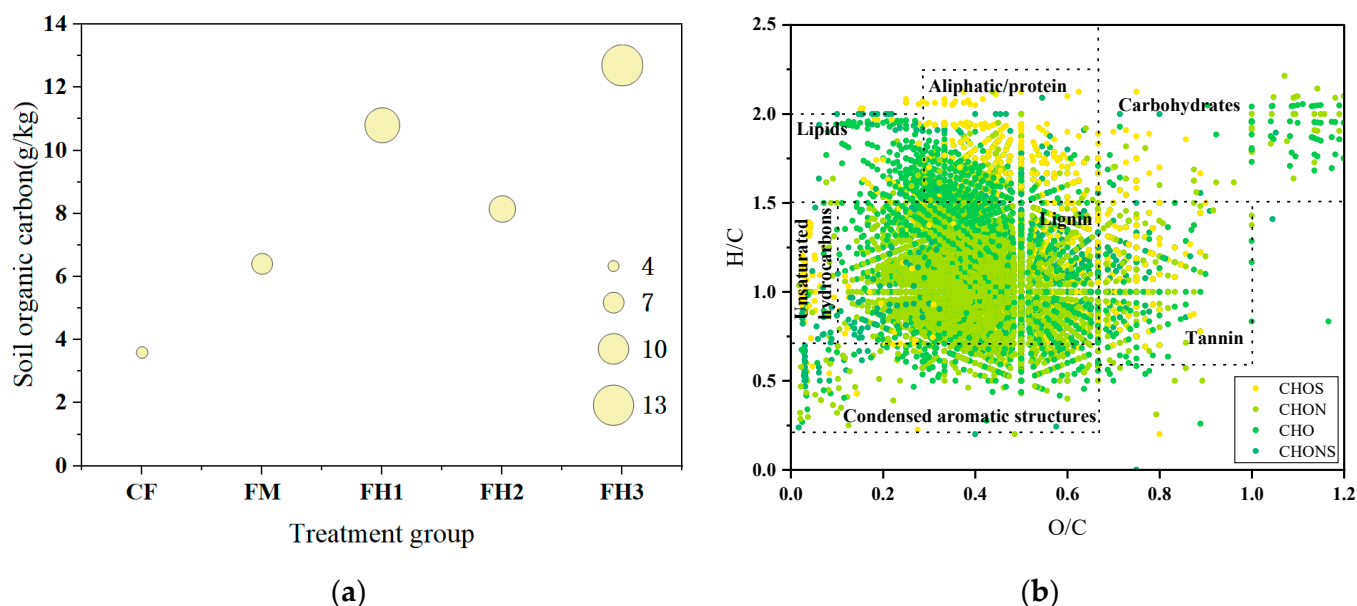 Soil organic carbon(g/kg)
14
12
10
8
6
4
2
0
4
7
10
13
CF FM FH1 FH2 FH3
Treatment group
(a)
H/C
2.5
2.0
1.5
1.0
0.5
0.0
Aliphatic/protein
Carbohydrates
Lipids
Lignin
Unsaturated
hydrocarbons
Tannin
Condensed aromatic structures
CHOS
CHON
CHO
CHONS
0.0 0.2 0.4 0.6 0.8 1.0 1.2
O/C
(b)